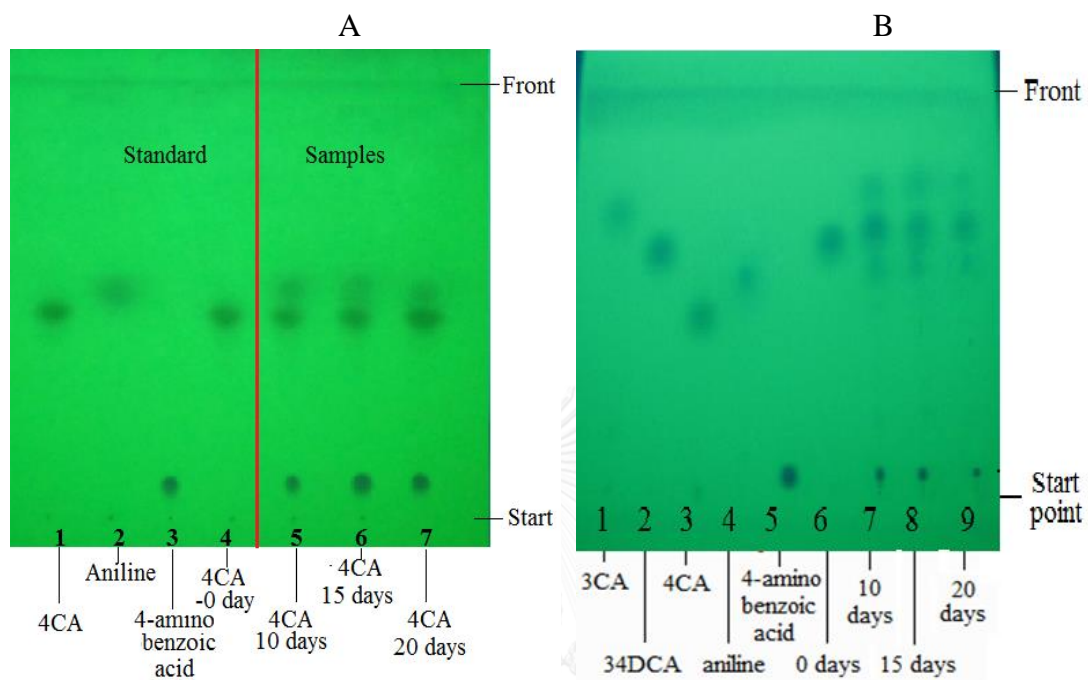 A
B
Front
Standard
Samples
Start
1 2 3 4 5 6 7
4CA
Aniline
4-amino
benzoic
acid
4CA
-0 day
4CA
10 days
4CA
15 days
4CA
20 days
Front
Start
point
1 2 3 4 5 6 7 8 9
3CA
34DCA
4CA
aniline
4-amino
benzoic
acid
0 days
10
days
15 days
20
days